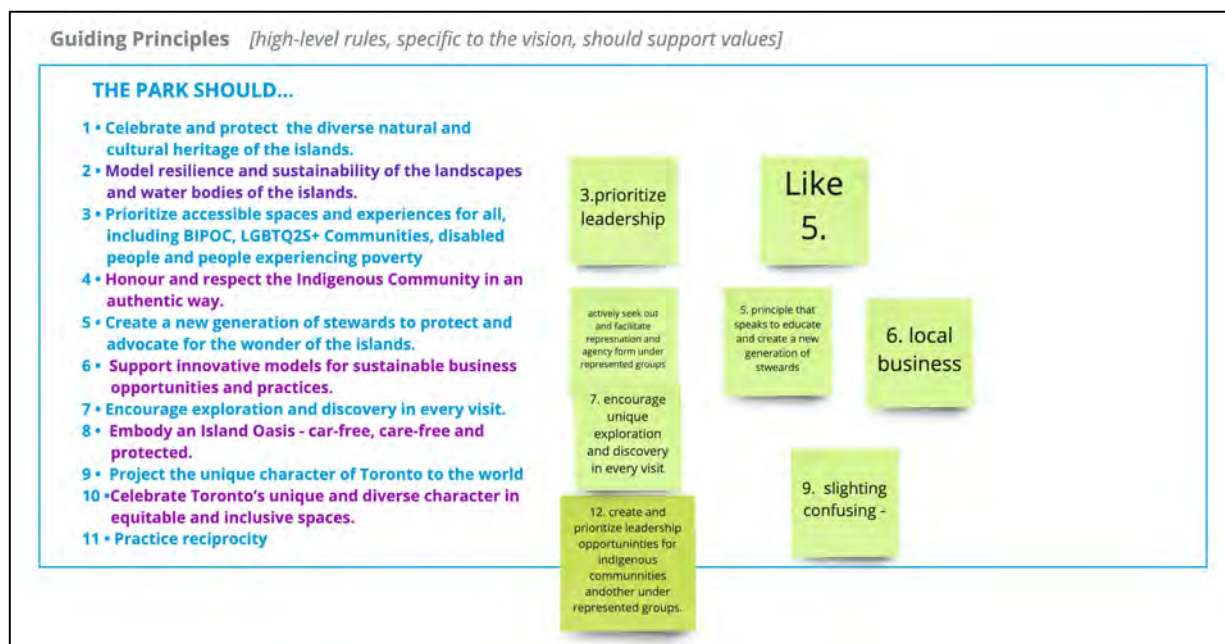 Guiding Principles [high-level rules, specific to the vision, should support values]
THE PARK SHOULD...
1 • Celebrate and protect the diverse natural and
cultural heritage of the islands.
2 • Model resilience and sustainability of the landscapes
and water bodies of the islands.
3 • Prioritize accessible spaces and experiences for all,
including BIPOC, LGBTQ2S+ Communities, disabled
people and people experiencing poverty
4 • Honour and respect the Indigenous Community in an
authentic way.
5 • Create a new generation of stewards to protect and
advocate for the wonder of the islands.
6 • Support innovative models for sustainable business
opportunities and practices.
7 • Encourage exploration and discovery in every visit.
8 • Embody an Island Oasis - car-free, care-free and
protected.
9 • Project the unique character of Toronto to the world
10 •Celebrate Toronto's unique and diverse character in
equitable and inclusive spaces.
11 • Practice reciprocity
3.prioritize
leadership
Like
5.
actively seek out
and facilitate
represnation and
agency form under
represented groups
5. principle that
speaks to educate
and create a new
generation of
stweards
6. local
business
7. encourage
unique
exploration
and discovery
in every visit
9. slighting
confusing -
12. create and
prioritize leadership
opportuninties for
indigenous
communnities
andother under
represented groups.